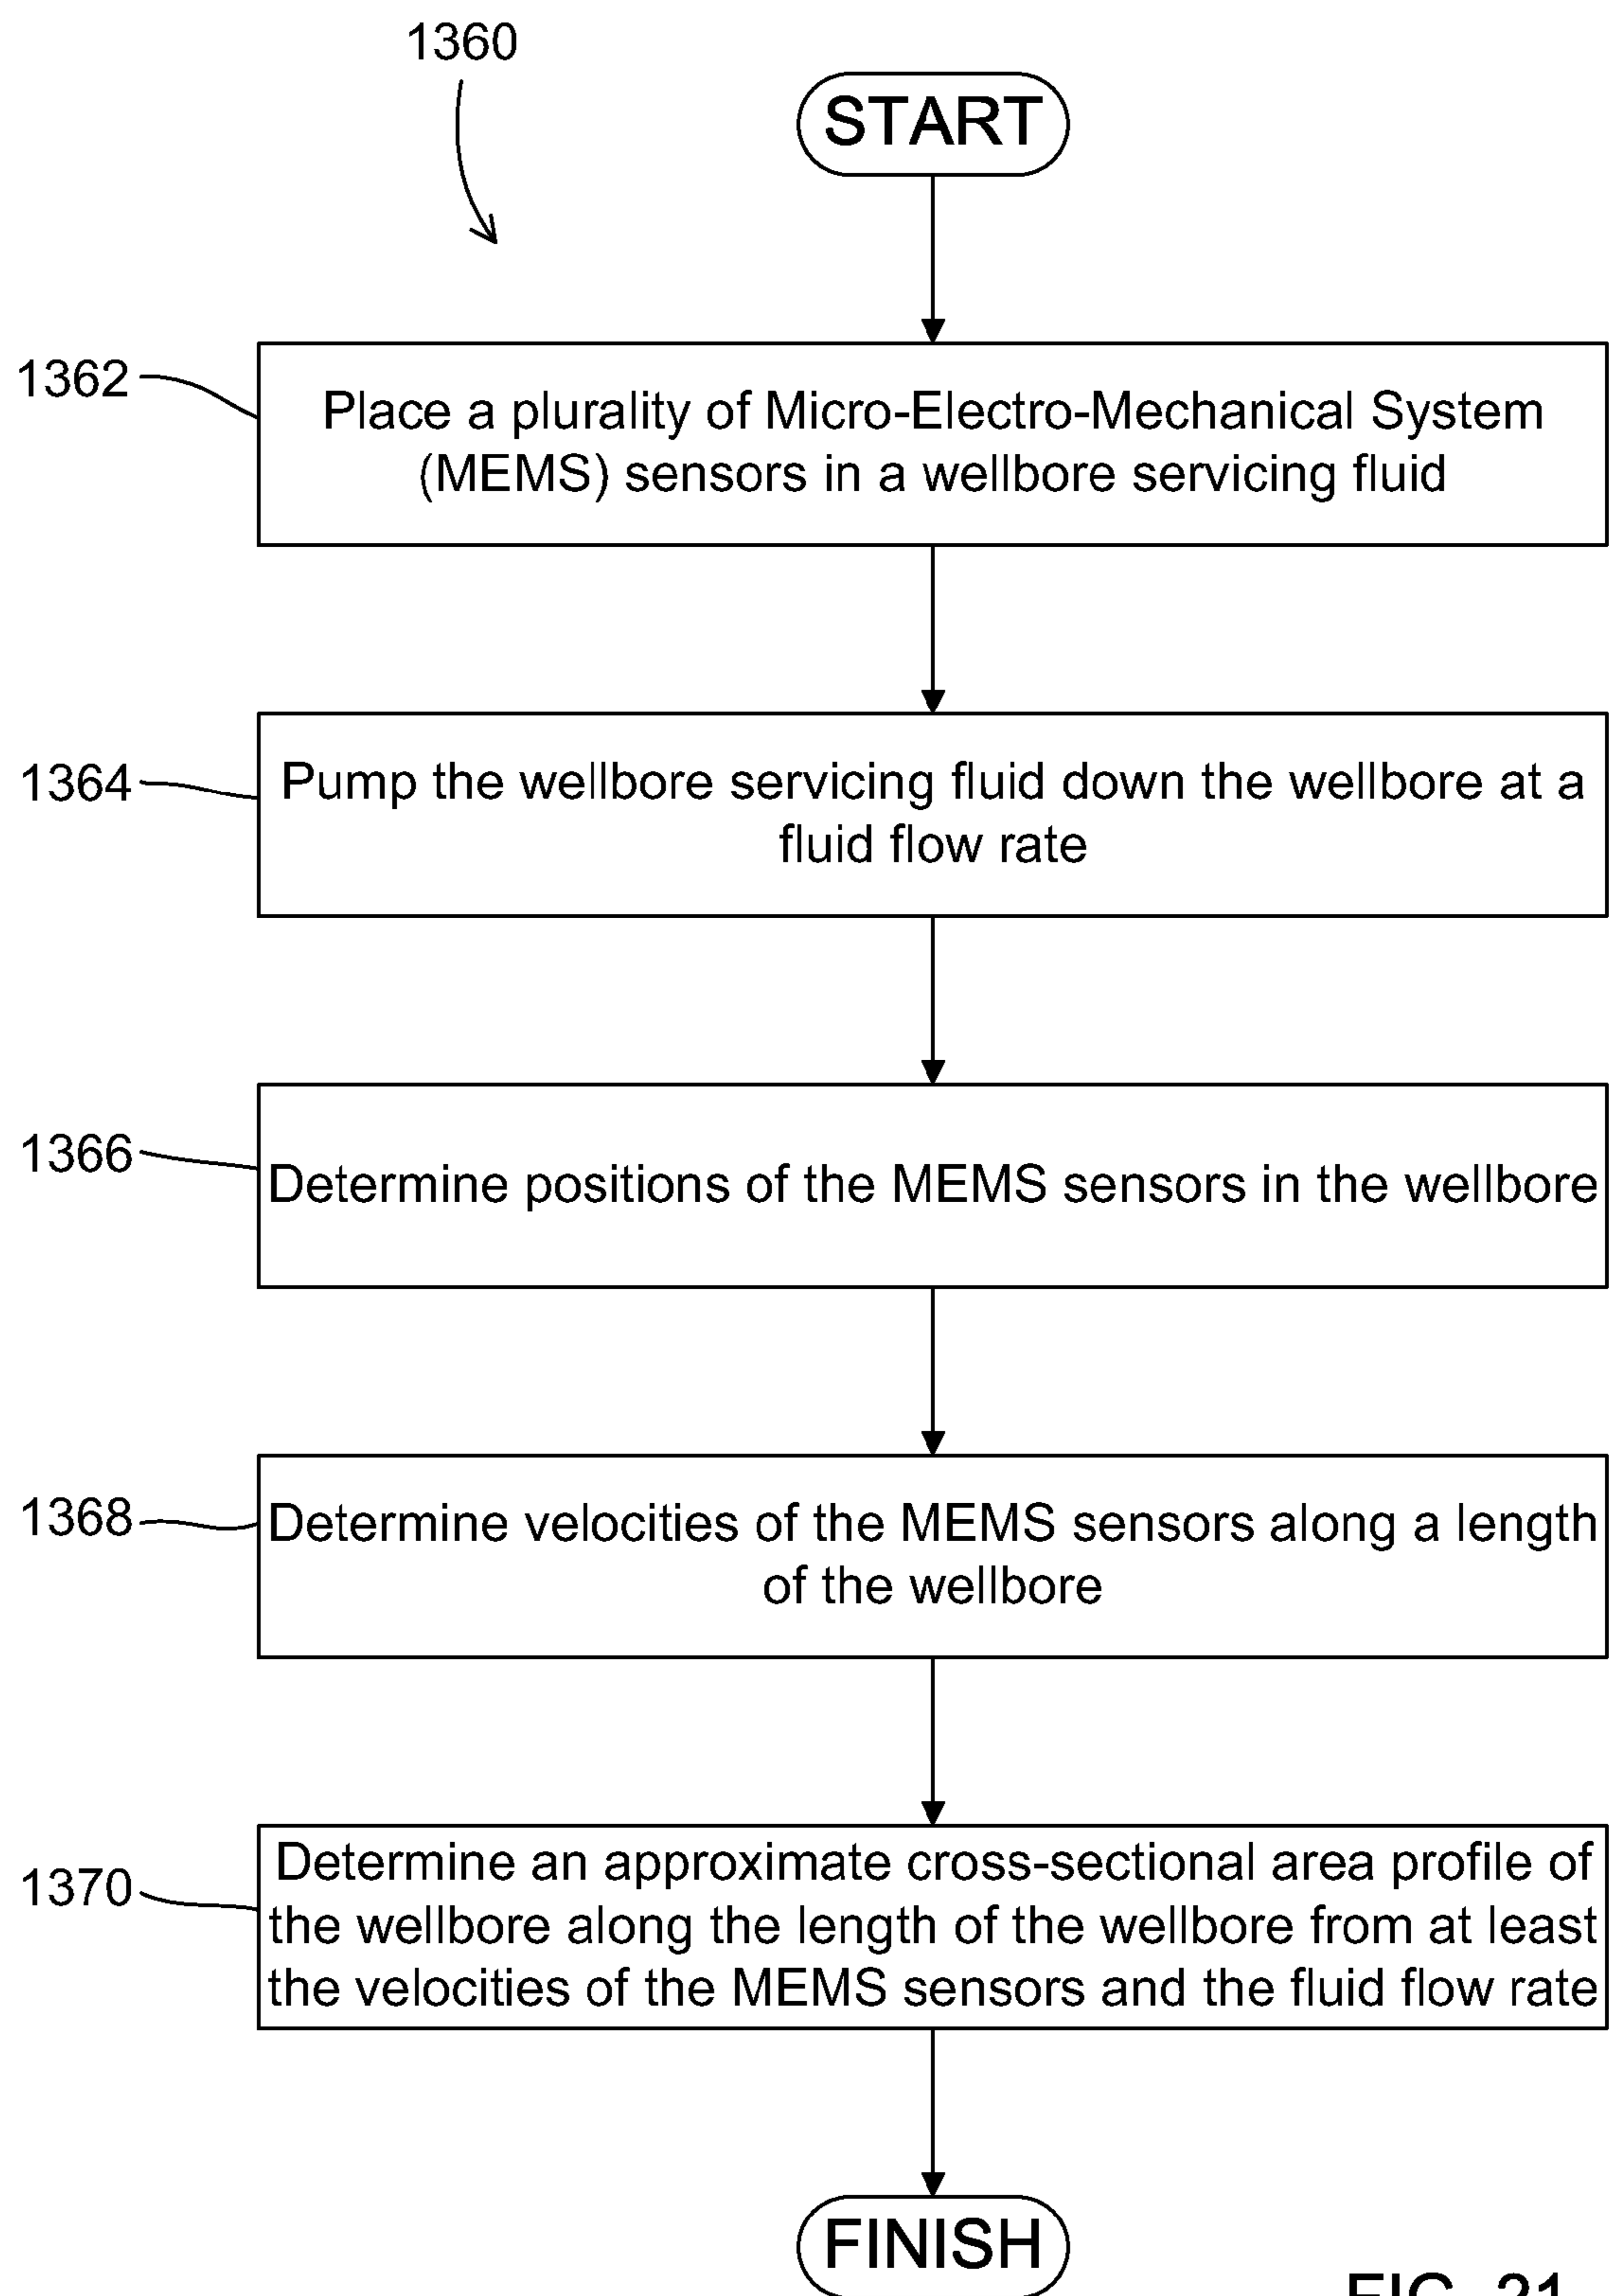 1360
START
1362
Place a plurality of Micro-Electro-Mechanical System
(MEMS) sensors in a wellbore servicing fluid
1364
Pump the wellbore servicing fluid down the wellbore at a
fluid flow rate
1366
Determine positions of the MEMS sensors in the wellbore
1368
Determine velocities of the MEMS sensors along a length
of the wellbore
1370
Determine an approximate cross-sectional area profile of
the wellbore along the length of the wellbore from at least
the velocities of the MEMS sensors and the fluid flow rate
FINISH
FIG. 21